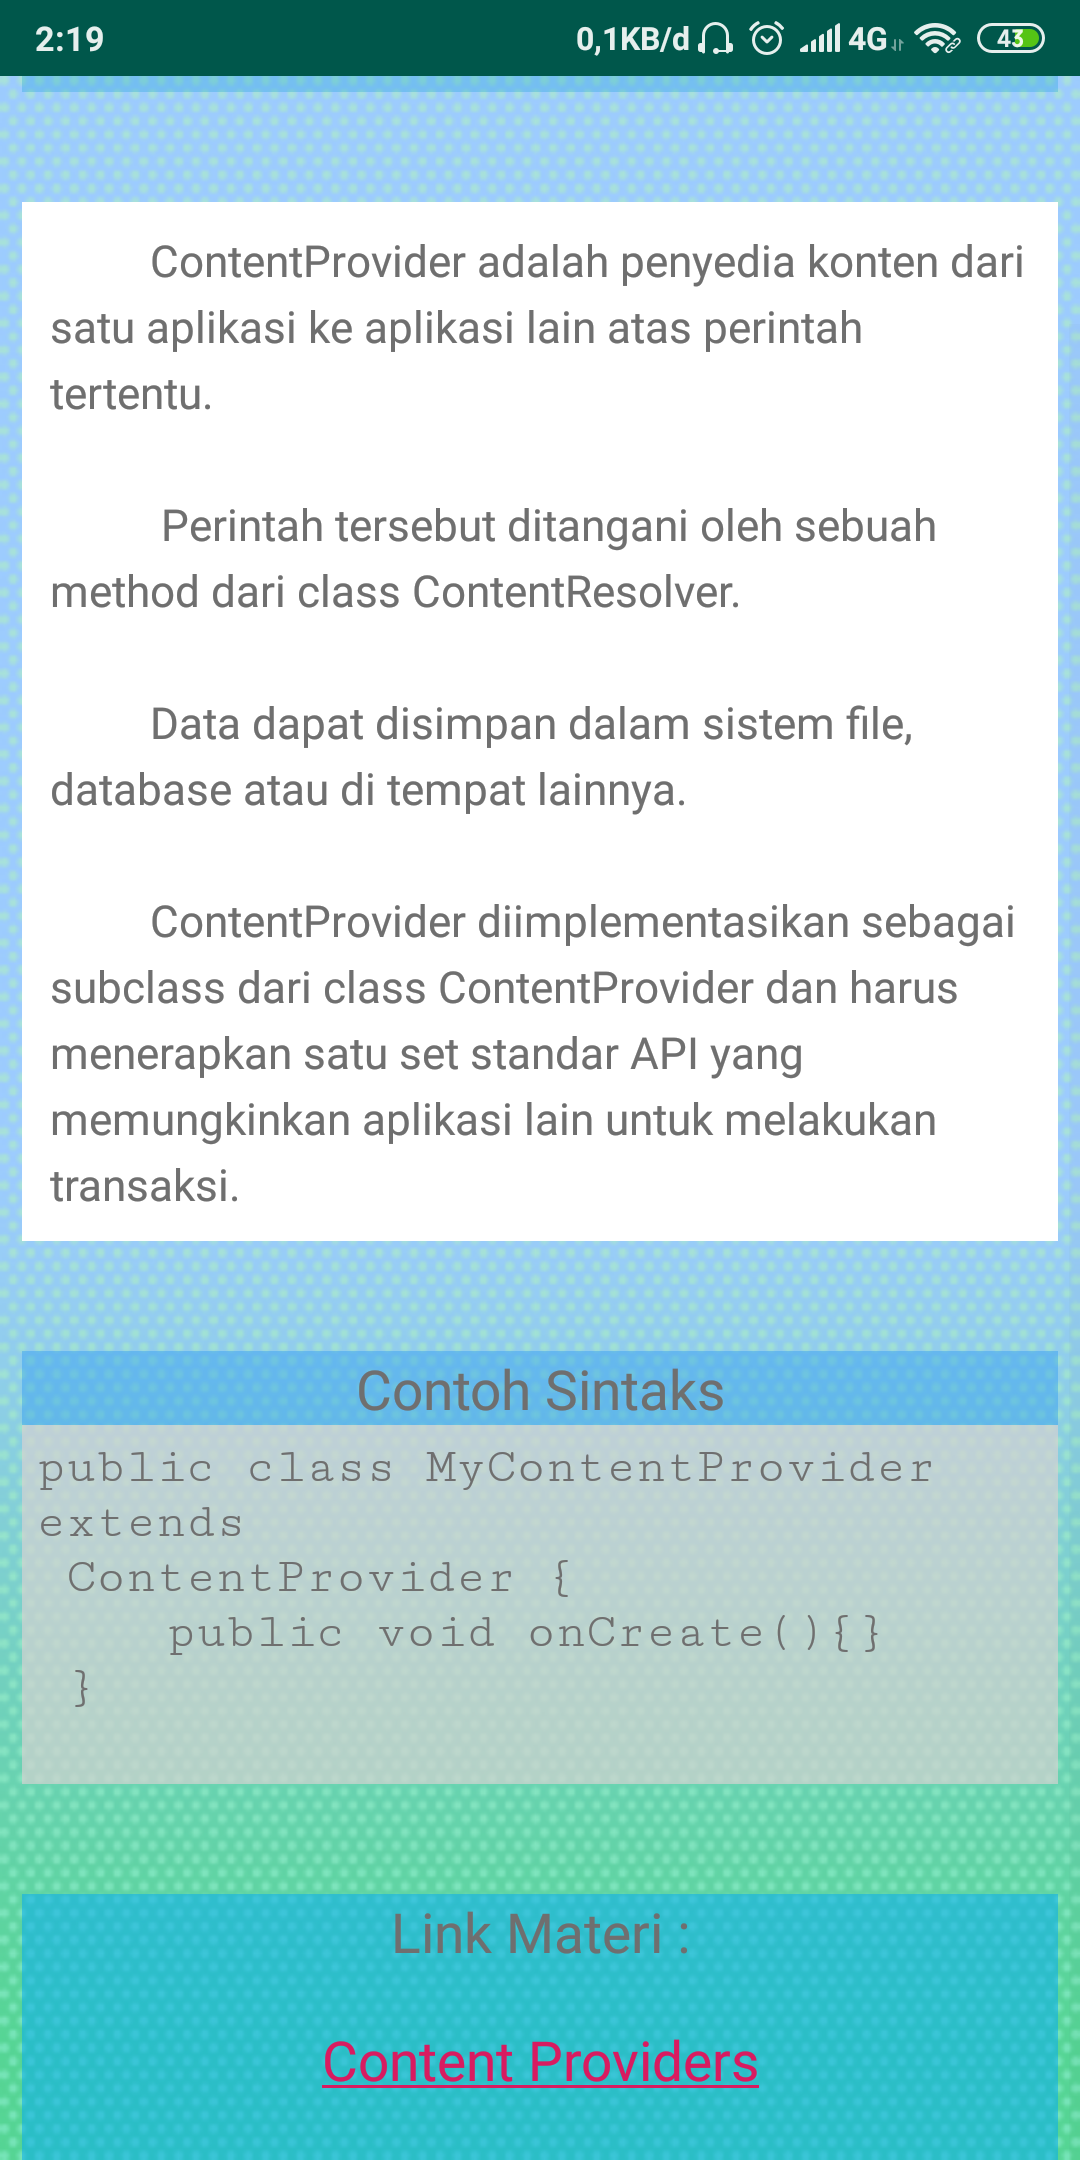 2:19
0,1KB/d
4G
43
ContentProvider adalah penyedia konten dari
satu aplikasi ke aplikasi lain atas perintah
tertentu.
Perintah tersebut ditangani oleh sebuah
method dari class ContentResolver.
Data dapat disimpan dalam sistem file,
database atau di tempat lainnya.
ContentProvider diimplementasikan sebagai
subclass dari class ContentProvider dan harus
menerapkan satu set standar API yang
memungkinkan aplikasi lain untuk melakukan
transaksi.
Contoh Sintaks
public class MyContentProvider
extends
ContentProvider {
public void onCreate(){}
}
Link Materi :
Content Providers